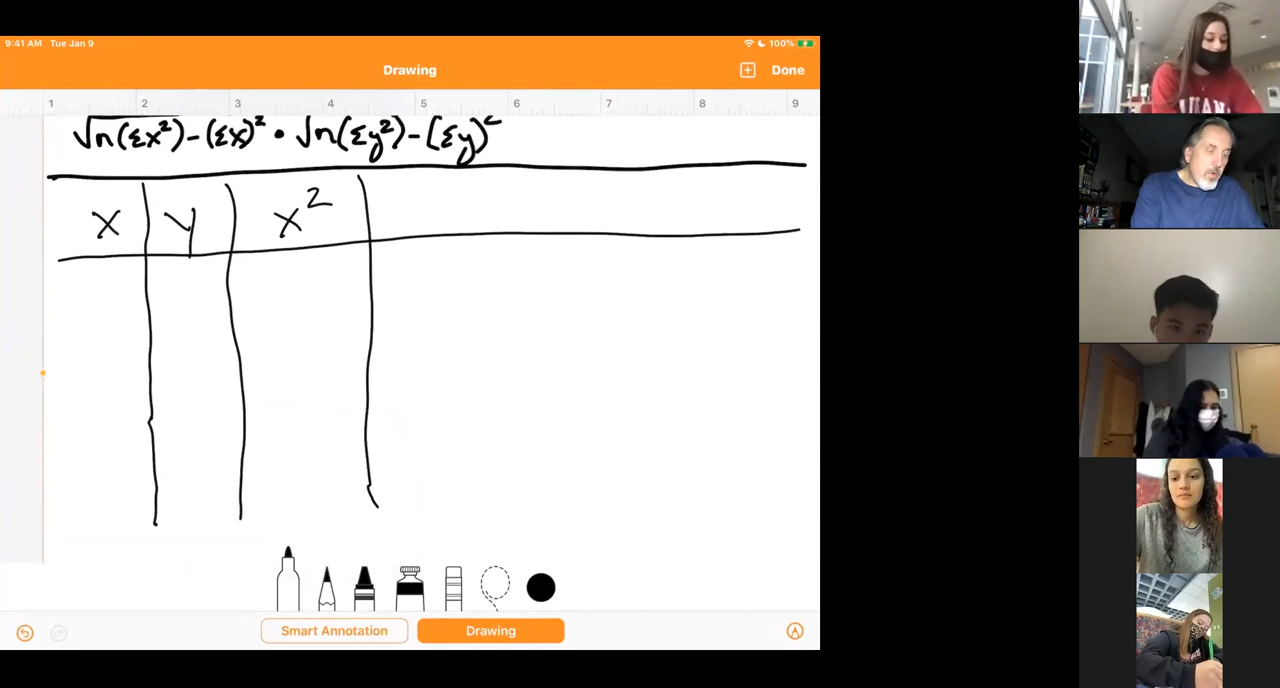 9:41 AM Tue Jan 9 100%
Drawing Done
1 2 3 4 5 6 7 8 9
√n(Σx²)-(Σx)² • √n(Σy²)-(Σy)²
x y x²
Smart Annotation Drawing